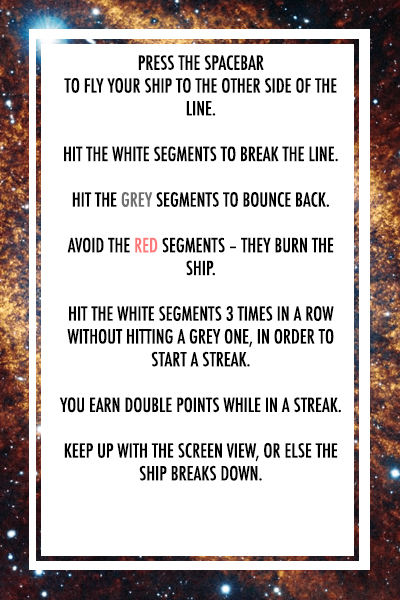 PRESS THE SPACEBAR
TO FLY YOUR SHIP TO THE OTHER SIDE OF THE
LINE.
HIT THE WHITE SEGMENTS TO BREAK THE LINE.
HIT THE GREY SEGMENTS TO BOUNCE BACK.
AVOID THE RED SEGMENTS – THEY BURN THE
SHIP.
HIT THE WHITE SEGMENTS 3 TIMES IN A ROW
WITHOUT HITTING A GREY ONE, IN ORDER TO
START A STREAK.
YOU EARN DOUBLE POINTS WHILE IN A STREAK.
KEEP UP WITH THE SCREEN VIEW, OR ELSE THE
SHIP BREAKS DOWN.